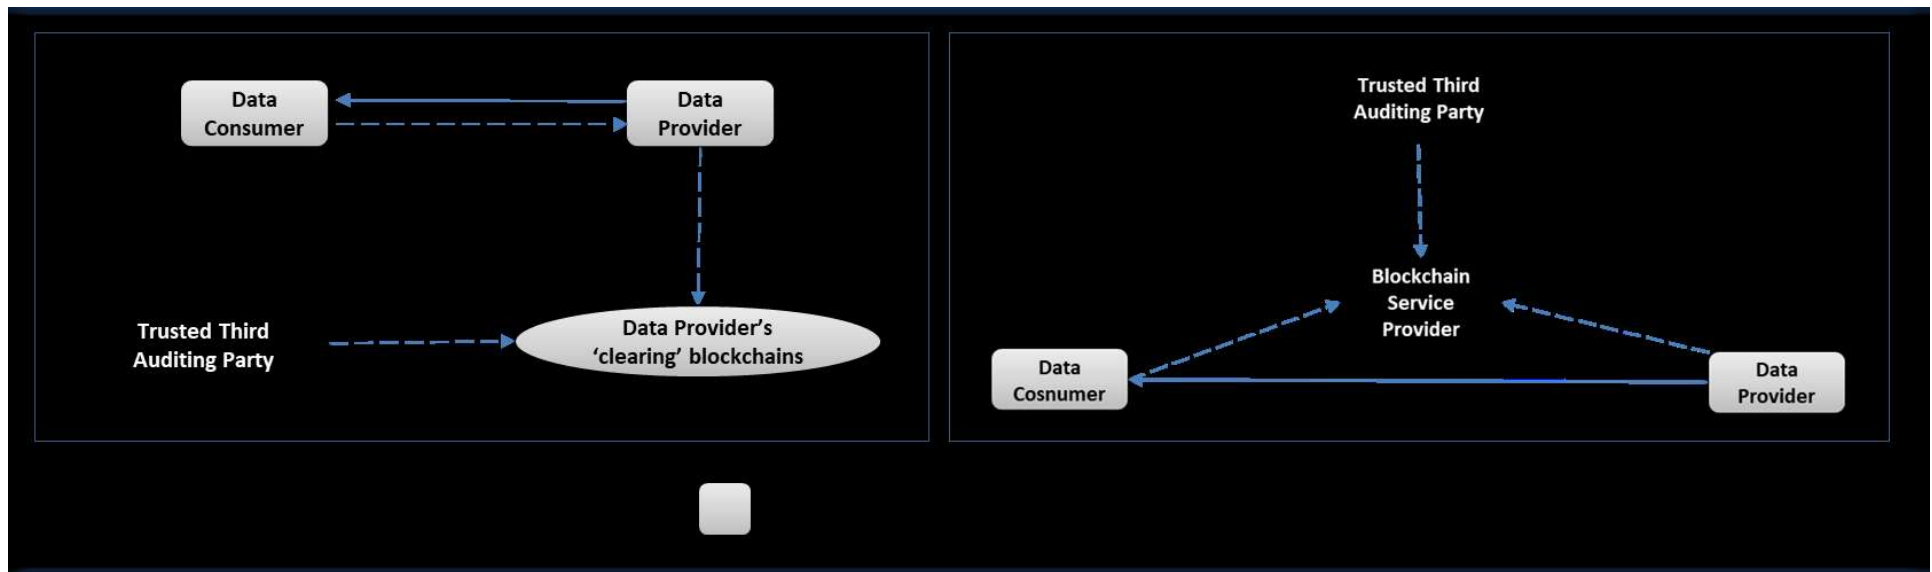 Data
Consumer
Data
Provider
Trusted Third
Auditing Party
Data Provider’s
‘clearing’ blockchains
Trusted Third
Auditing Party
Blockchain
Service
Provider
Data
Cosnumer
Data
Provider